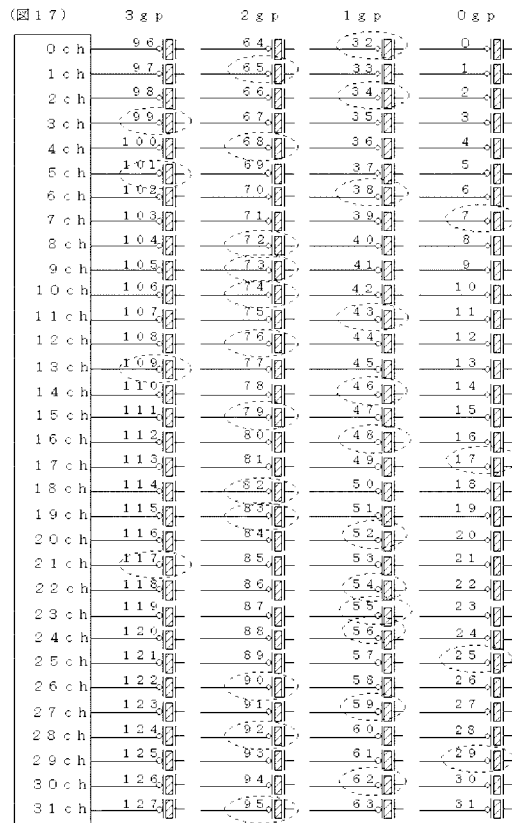 (図17) 3gp 2gp 1gp 0gp
0ch 96 64 32 0
1ch 97 65 33 1
2ch 98 66 34 2
3ch 99 67 35 3
4ch 100 68 36 4
5ch 101 69 37 5
6ch 102 70 38 6
7ch 103 71 39 7
8ch 104 72 40 8
9ch 105 73 41 9
10ch 106 74 42 10
11ch 107 75 43 11
12ch 108 76 44 12
13ch 109 77 45 13
14ch 110 78 46 14
15ch 111 79 47 15
16ch 112 80 48 16
17ch 113 81 49 17
18ch 114 82 50 18
19ch 115 83 51 19
20ch 116 84 52 20
21ch 117 85 53 21
22ch 118 86 54 22
23ch 119 87 55 23
24ch 120 88 56 24
25ch 121 89 57 25
26ch 122 90 58 26
27ch 123 91 59 27
28ch 124 92 60 28
29ch 125 93 61 29
30ch 126 94 62 30
31ch 127 95 63 31